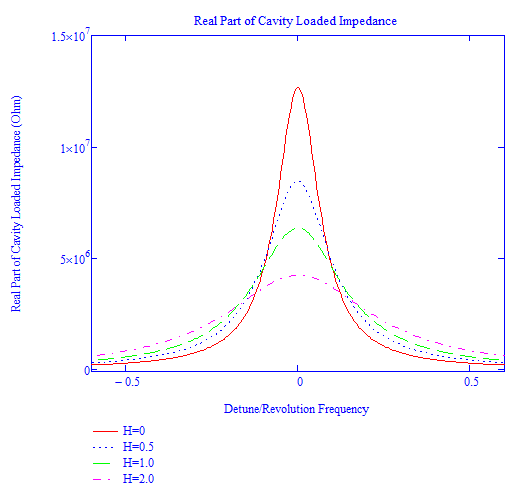 Real Part of Cavity Loaded Impedance
1.5×10⁷
1×10⁷
5×10⁶
0
Real Part of Cavity Loaded Impedance (Ohm)
− 0.5
0
0.5
Detune/Revolution Frequency
H=0
H=0.5
H=1.0
H=2.0